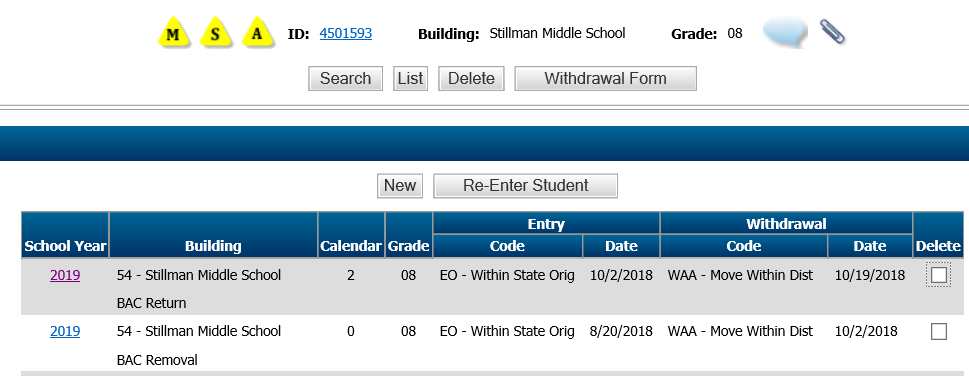 M S A ID: 4501593 Building: Stillman Middle School Grade: 08
Search List Delete Withdrawal Form
New Re-Enter Student
Entry Withdrawal
School Year Building Calendar Grade Code Date Code Date Delete
2019 54 - Stillman Middle School 2 08 EO - Within State Orig 10/2/2018 WAA - Move Within Dist 10/19/2018
BAC Return
2019 54 - Stillman Middle School 0 08 EO - Within State Orig 8/20/2018 WAA - Move Within Dist 10/2/2018
BAC Removal